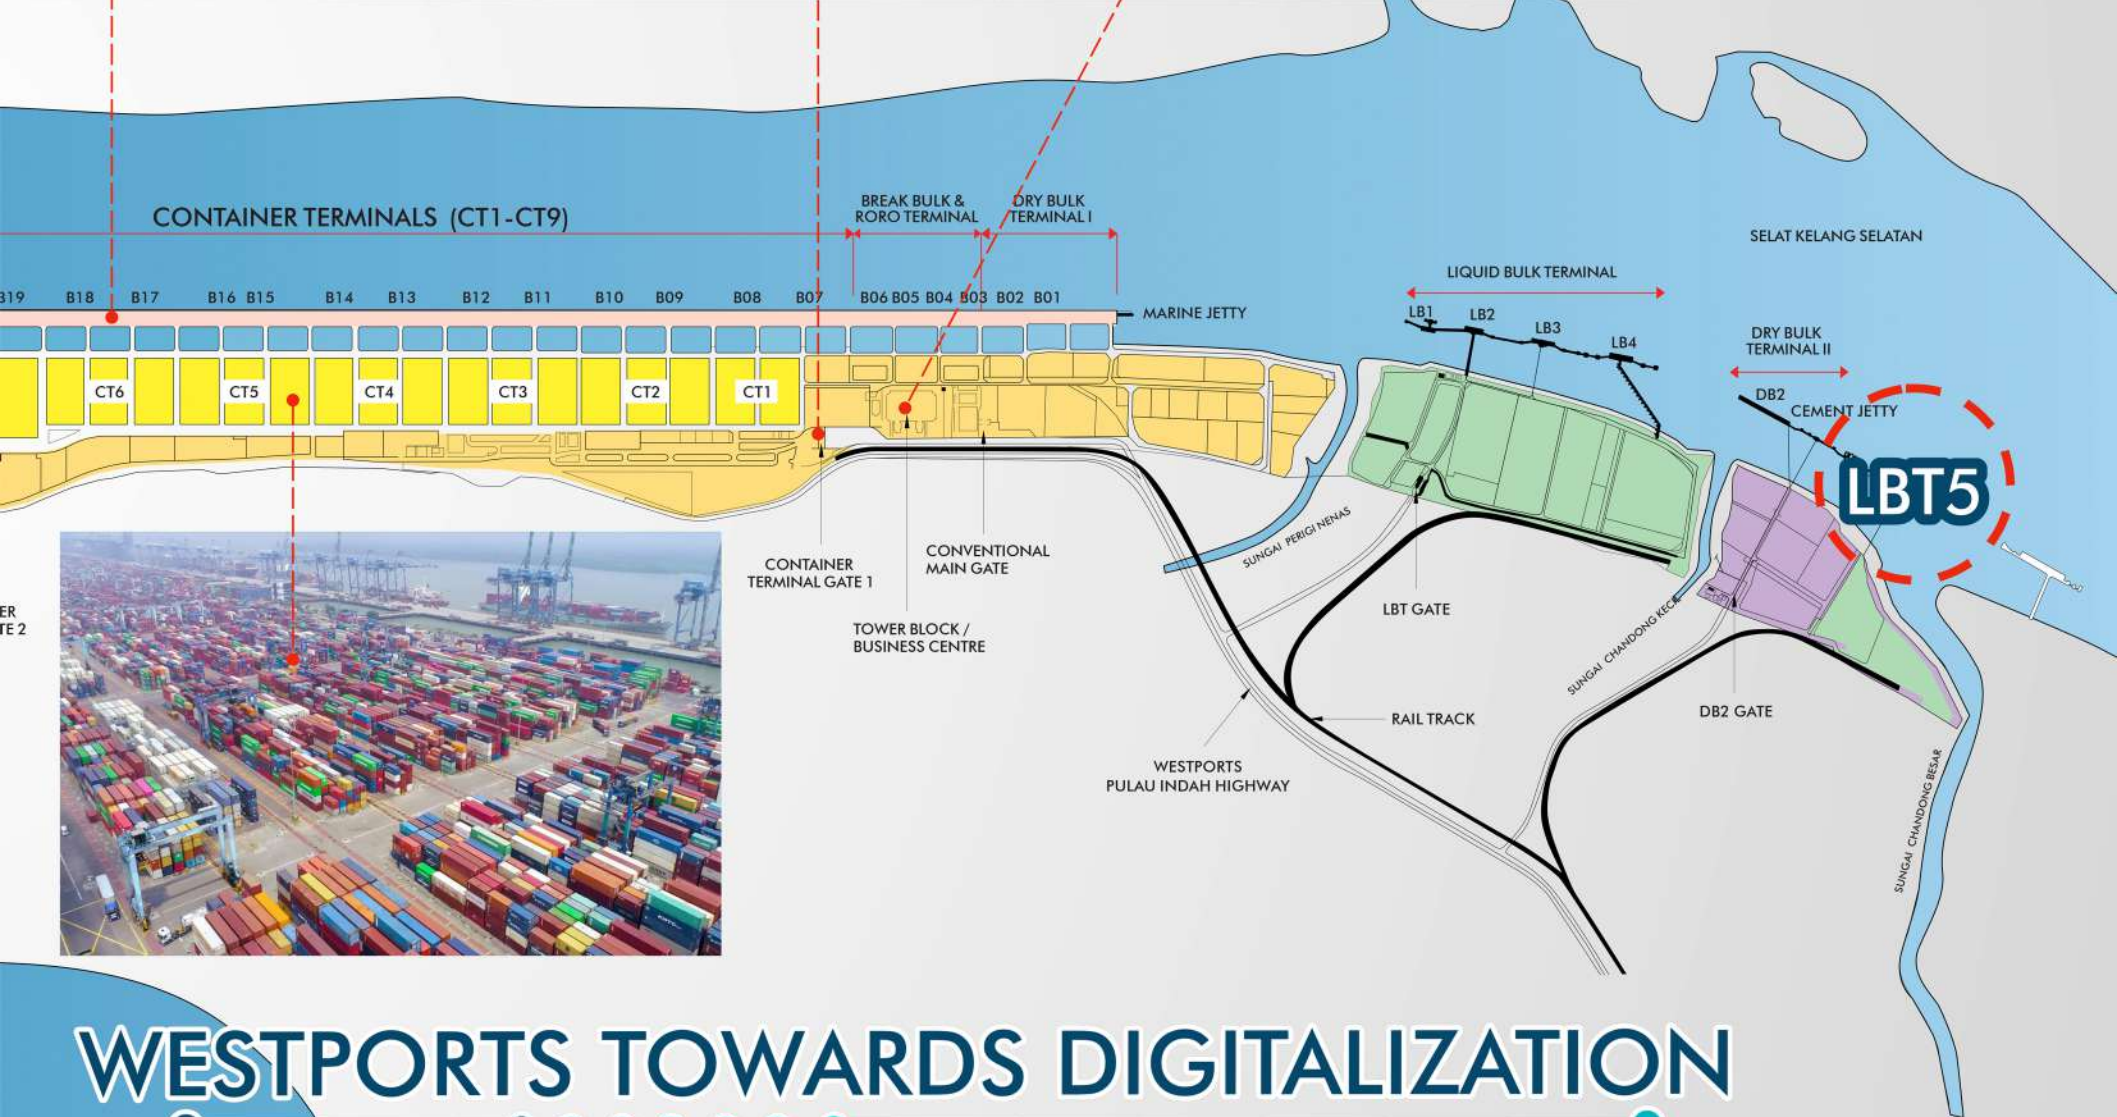 CONTAINER TERMINALS (CT1-CT9)
BREAK BULK &
RORO TERMINAL
DRY BULK
TERMINAL I
SELAT KELANG SELATAN
LIQUID BULK TERMINAL
B18 B17 B16 B15 B14 B13 B12 B11 B10 B09 B08 B07 B06 B05 B04 B03 B02 B01
MARINE JETTY
LB1 LB2 LB3 LB4
DRY BULK
TERMINAL II
DB2
CEMENT JETTY
CT6 CT5 CT4 CT3 CT2 CT1
LBT5
SUNGAI PERIGI NENAS
CONTAINER
TERMINAL GATE 1
CONVENTIONAL
MAIN GATE
LBT GATE
TOWER BLOCK /
BUSINESS CENTRE
SUNGAI CHANDONG KECIL
DB2 GATE
RAIL TRACK
WESTPORTS
PULAU INDAH HIGHWAY
SUNGAI CHANDONG BESAR
WESTPORTS TOWARDS DIGITALIZATION